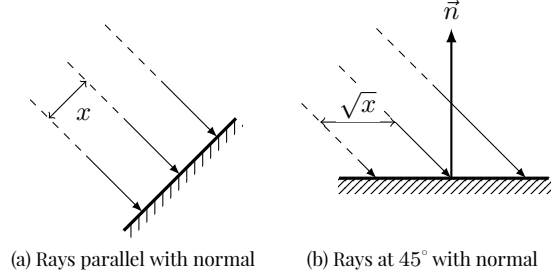 n⃗
x
√x
(a) Rays parallel with normal
(b) Rays at 45° with normal